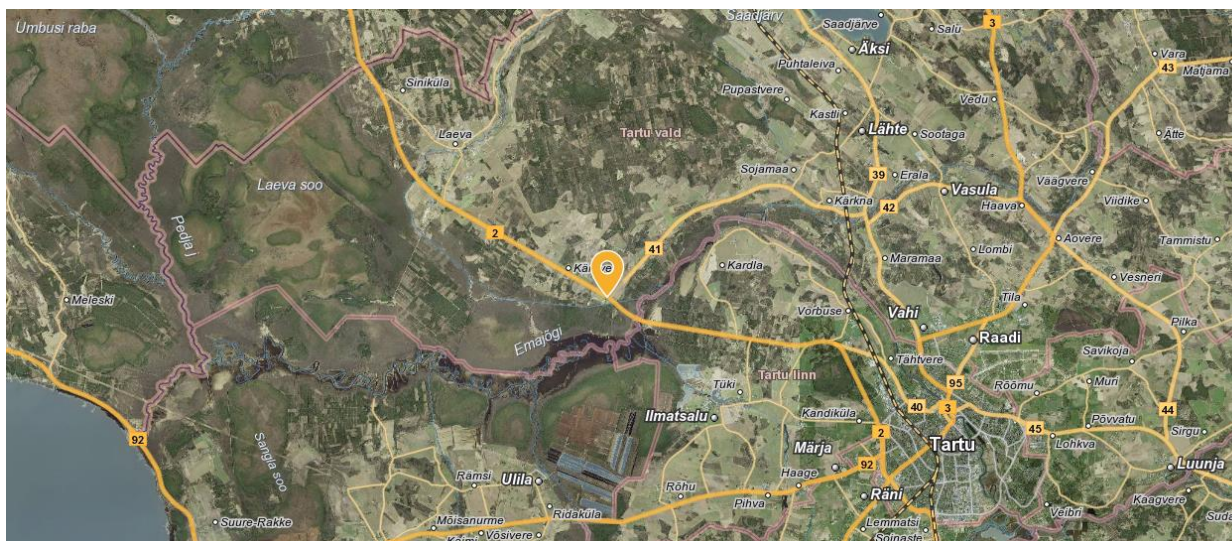 Umbusi raba
Saadjärv
Saadjärve
Salu
3
Äksi
Vara
43
Matjama
Puhtaleiva
Siniküla
Pupastvere
Vedu
Kastli
Laeva
Tartu vald
Lähte
Sootaga
Ätte
Sojamaa
39
Erala
Väägvere
Laeva soo
Vasula
Kärkna
42
Haava
Viidike
Pedja j
2
41
Lombi
Aovere
Tammistu
Maramaa
Kardla
Vesneri
Meleski
Tila
Vorbuse
Vahi
Pilka
Emajõgi
Raadi
Tähtvere
Savikoja
Tartu linn
Tüki
95
Rõõmu
Muri
92
Ilmatsalu
Kandiküla
40
3
Põvvatu
44
2
45
Sirgu
Sangla soo
Tartu
Lohkva
Märja
92
Luunja
Rämsi
Ulila
Haage
Rõhu
Pihva
Räni
Kaagvere
Ridaküla
Veibri
Suure-Rakke
Mõisanurme
Lemmatsi
Võsivere
Soinaste